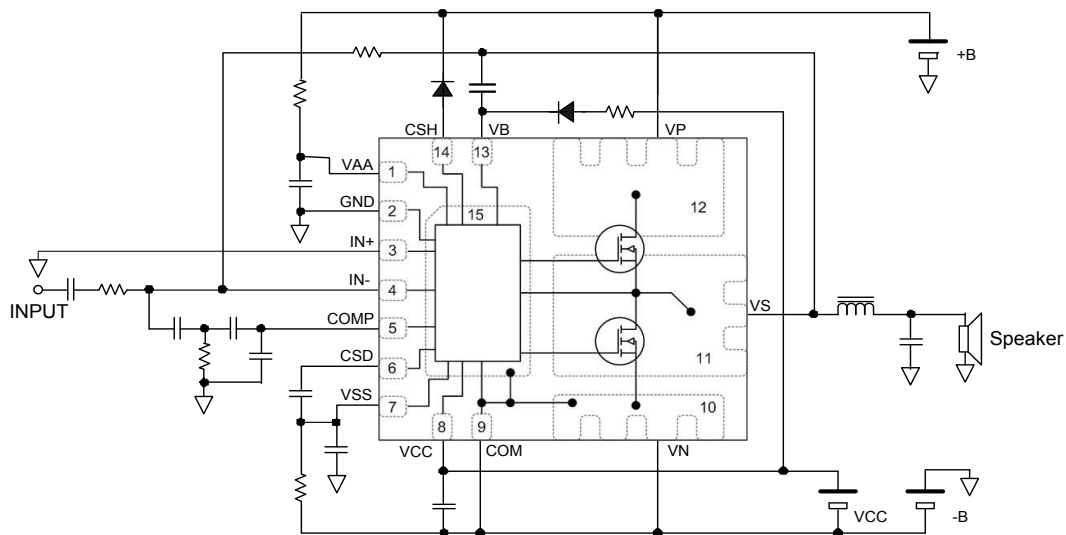 +B
CSH
VB
VP
14
13
VAA
1
GND
2
15
12
IN+
3
IN-
4
INPUT
VS
COMP
5
Speaker
CSD
6
11
VSS
7
10
8
9
VCC
COM
VN
VCC
-B